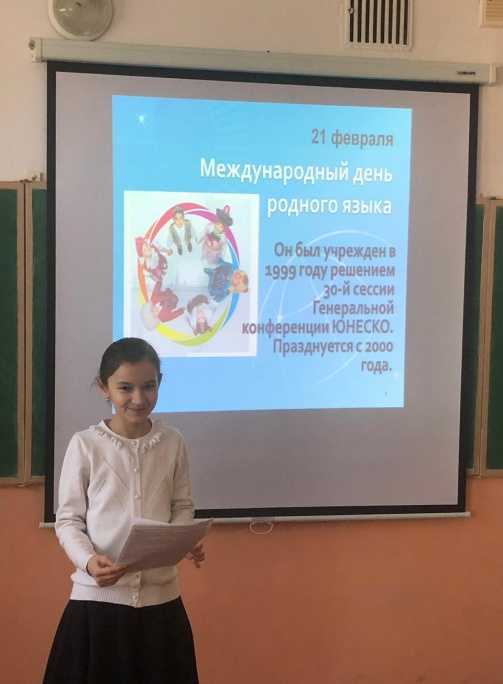 21 февраля
Международный день
родного языка
Он был учрежден в
1999 году решением
30-й сессии
Генеральной
конференции ЮНЕСКО.
Празднуется с 2000
года.